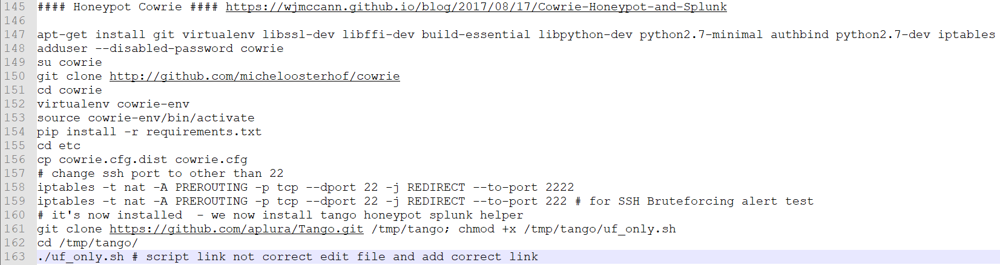 145 #### Honeypot Cowrie #### https://wjmccann.github.io/blog/2017/08/17/Cowrie-Honeypot-and-Splunk
146
147 apt-get install git virtualenv libssl-dev libffi-dev build-essential libpython-dev python2.7-minimal authbind python2.7-dev iptables
148 adduser --disabled-password cowrie
149 su cowrie
150 git clone http://github.com/micheloosterhof/cowrie
151 cd cowrie
152 virtualenv cowrie-env
153 source cowrie-env/bin/activate
154 pip install -r requirements.txt
155 cd etc
156 cp cowrie.cfg.dist cowrie.cfg
157 # change ssh port to other than 22
158 iptables -t nat -A PREROUTING -p tcp --dport 22 -j REDIRECT --to-port 2222
159 iptables -t nat -A PREROUTING -p tcp --dport 22 -j REDIRECT --to-port 222 # for SSH Bruteforcing alert test
160 # it's now installed  - we now install tango honeypot splunk helper
161 git clone https://github.com/aplura/Tango.git /tmp/tango; chmod +x /tmp/tango/uf_only.sh
162 cd /tmp/tango/
163 ./uf_only.sh # script link not correct edit file and add correct link